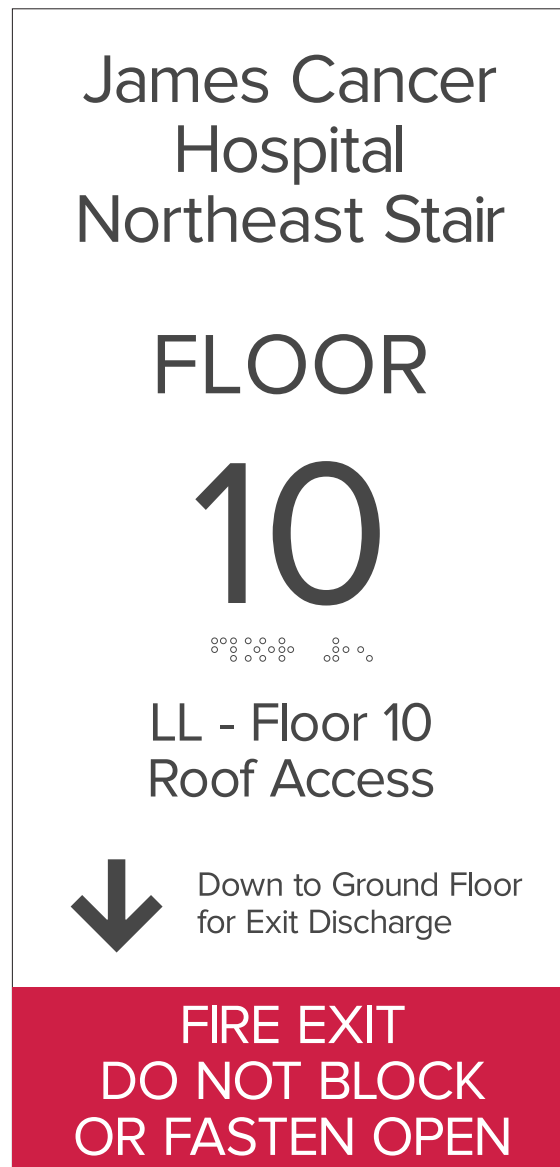 James Cancer
Hospital
Northeast Stair
FLOOR
10
⠋⠇⠕⠕⠗ ⠼⠁⠚
LL - Floor 10
Roof Access
Down to Ground Floor
for Exit Discharge
FIRE EXIT
DO NOT BLOCK
OR FASTEN OPEN